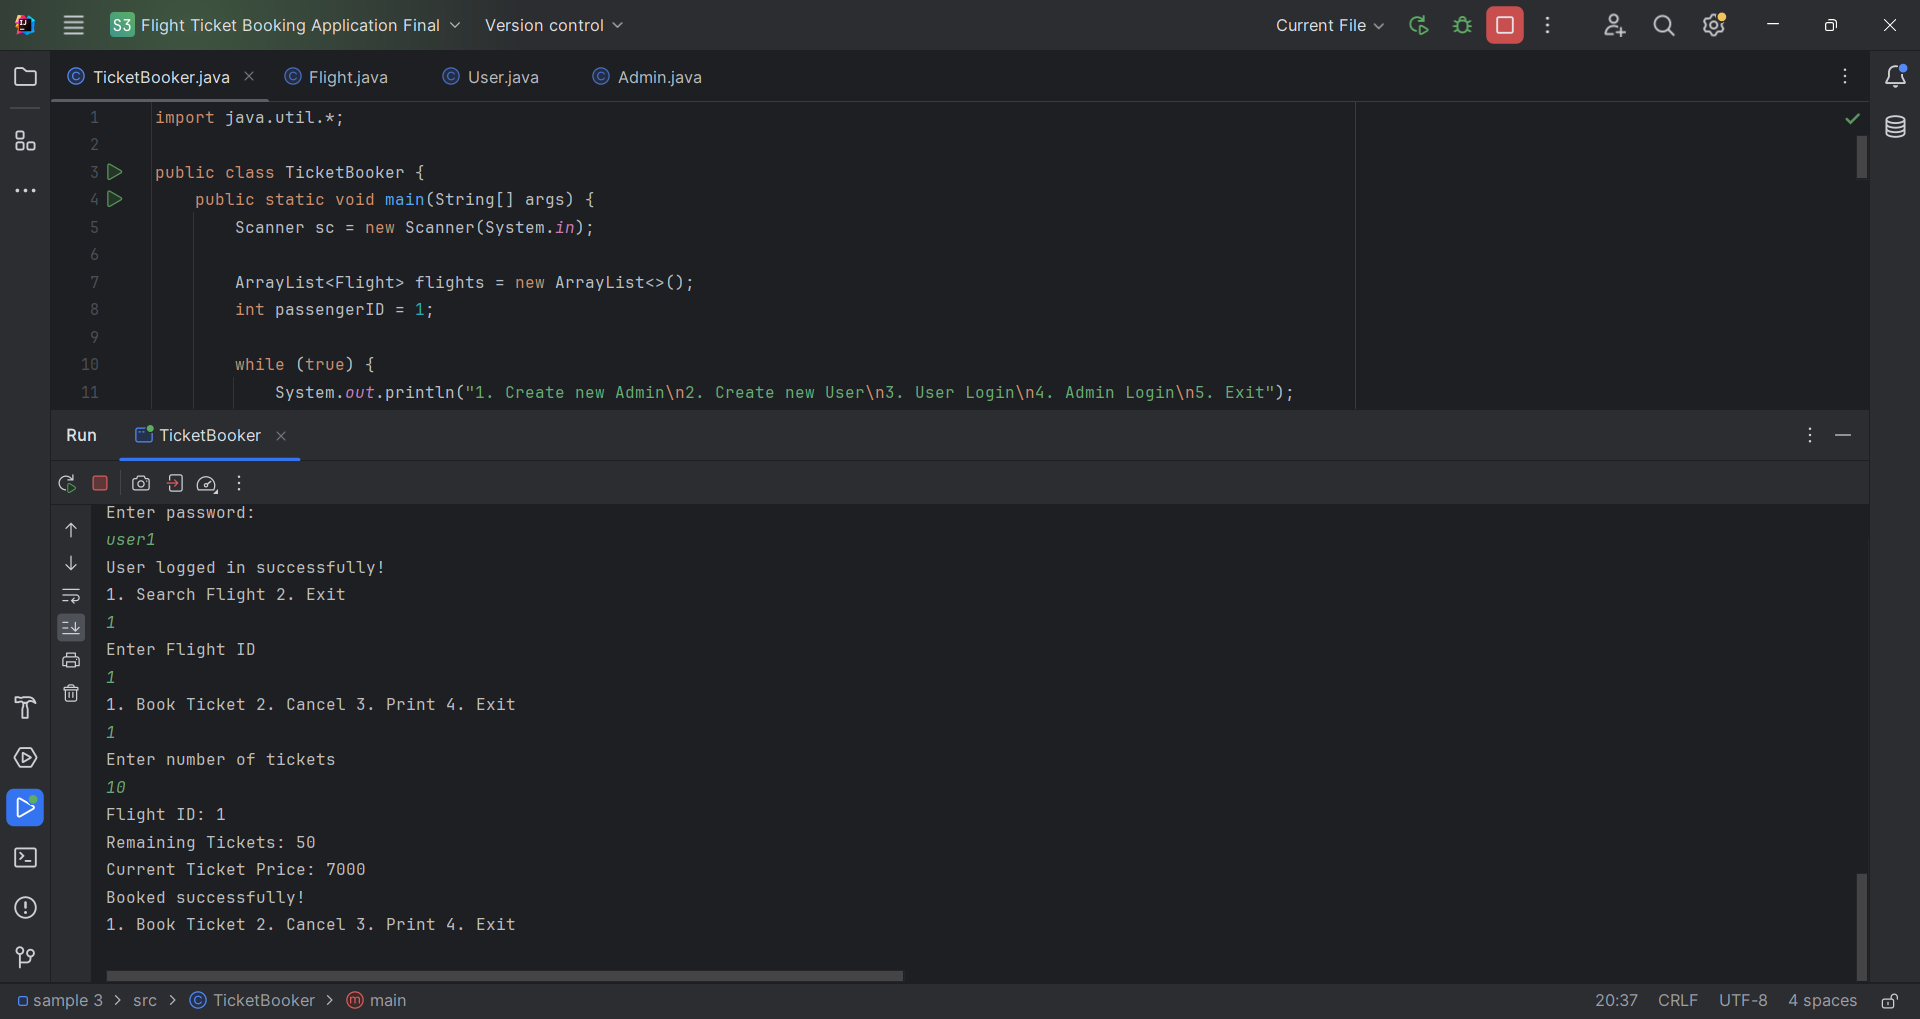 S3 Flight Ticket Booking Application Final Version control Current File
TicketBooker.java Flight.java User.java Admin.java
1 import java.util.*;
2
3 public class TicketBooker {
4 public static void main(String[] args) {
5 Scanner sc = new Scanner(System.in);
6
7 ArrayList<Flight> flights = new ArrayList<>();
8 int passengerID = 1;
9
10 while (true) {
11 System.out.println("1. Create new Admin\n2. Create new User\n3. User Login\n4. Admin Login\n5. Exit");
Run TicketBooker
Enter password:
user1
User logged in successfully!
1. Search Flight 2. Exit
1
Enter Flight ID
1
1. Book Ticket 2. Cancel 3. Print 4. Exit
1
Enter number of tickets
10
Flight ID: 1
Remaining Tickets: 50
Current Ticket Price: 7000
Booked successfully!
1. Book Ticket 2. Cancel 3. Print 4. Exit
sample 3 > src > TicketBooker > main 20:37 CRLF UTF-8 4 spaces